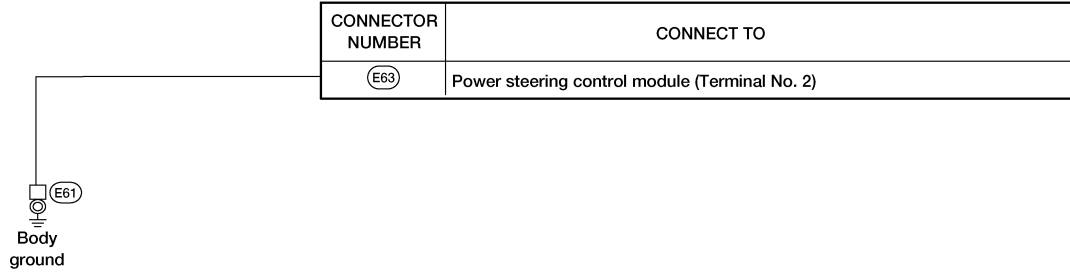 CONNECTOR
NUMBER
CONNECT TO
E63
Power steering control module (Terminal No. 2)
E61
Body
ground